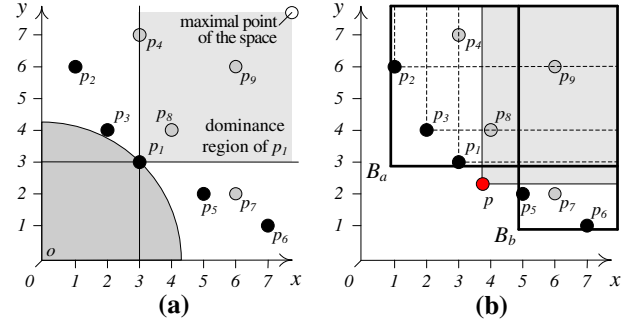 y
maximal point
of the space
7
p4
6
p2
p9
5
4
p3
p8
dominance
region of p1
3
p1
2
p5
p7
1
p6
o
0
1 2 3 4 5 6 7
x
(a)
y
7
p4
6
p2
p9
5
4
p3
p8
3
p1
Ba
2
p
p5
p7
1
Bb
p6
0
1 2 3 4 5 6 7
x
(b)